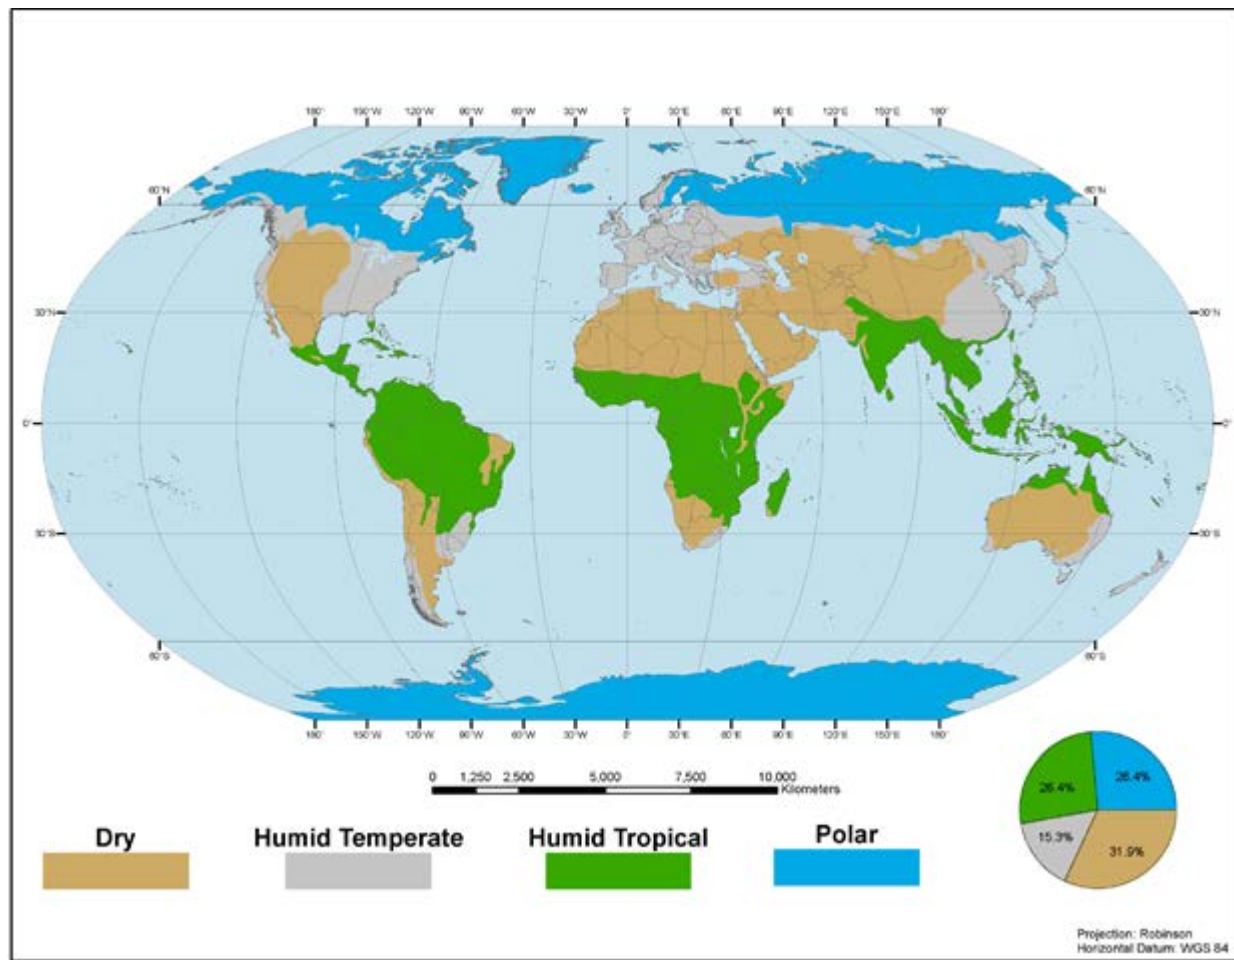 180° 150°W 120°W 90°W 60°W 30°W 0° 30°E 60°E 90°E 120°E 150°E 180°
60°N 60°N
30°N 30°N
0° 0°
30°S 30°S
60°S 60°S
180° 150°W 120°W 90°W 60°W 30°W 0° 30°E 60°E 90°E 120°E 150°E 180°
0 1,250 2,500 5,000 7,500 10,000
Kilometers
26.4% 26.4%
15.3% 31.9%
Dry Humid Temperate Humid Tropical Polar
Projection: Robinson
Horizontal Datum: WGS 84